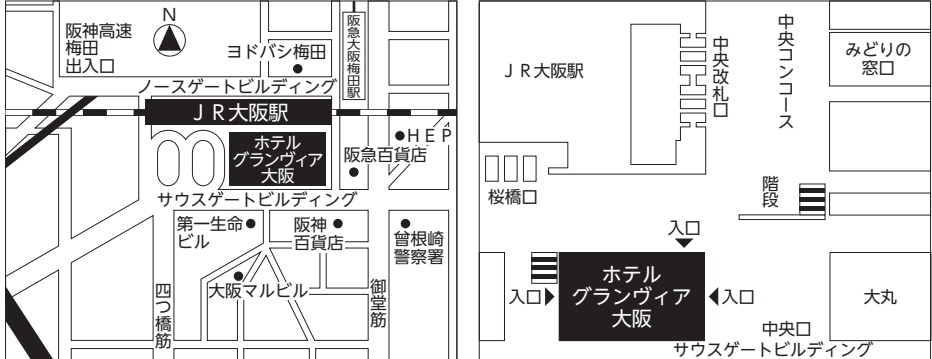 N
阪神高速
梅田
出入口
ヨドバシ梅田
阪急大阪梅田駅
ノースゲートビルディング
ＪＲ大阪駅
ホテル
グランヴィア
大阪
ＨＥＰ
阪急百貨店
サウスゲートビルディング
第一生命
ビル
阪神
百貨店
曾根崎
警察署
大阪マルビル
四つ橋筋
御堂筋
ＪＲ大阪駅
中央改札口
中央コンコース
みどりの
窓口
桜橋口
階段
入口
ホテル
グランヴィア
大阪
入口
入口
大丸
中央口
サウスゲートビルディング